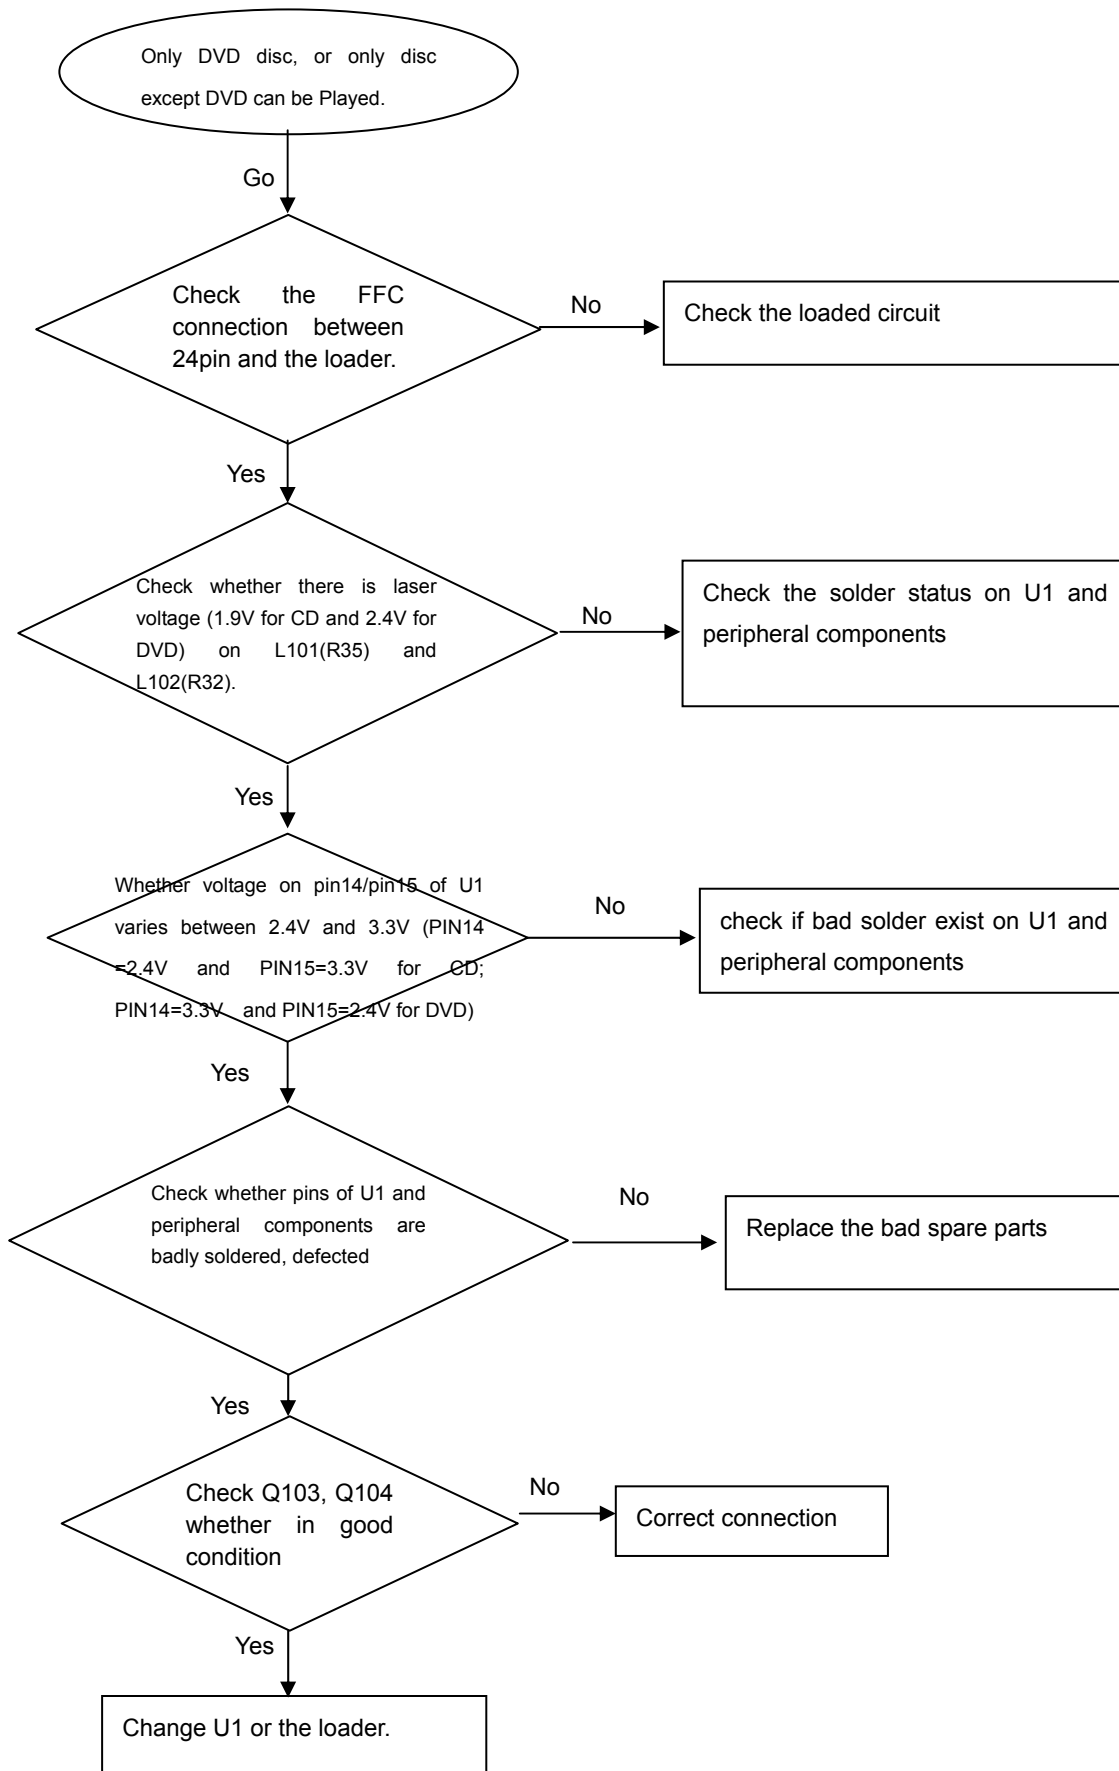 Only DVD disc, or only disc
except DVD can be Played.
Go
Check the FFC
connection between
24pin and the loader.
No
Check the loaded circuit
Yes
Check whether there is laser
voltage (1.9V for CD and 2.4V for
DVD) on L101(R35) and
L102(R32).
No
Check the solder status on U1 and
peripheral components
Yes
Whether voltage on pin14/pin15 of U1
varies between 2.4V and 3.3V (PIN14
=2.4V and PIN15=3.3V for CD;
PIN14=3.3V and PIN15=2.4V for DVD)
No
check if bad solder exist on U1 and
peripheral components
Yes
Check whether pins of U1 and
peripheral components are
badly soldered, defected
No
Replace the bad spare parts
Yes
Check Q103, Q104
whether in good
condition
No
Correct connection
Yes
Change U1 or the loader.